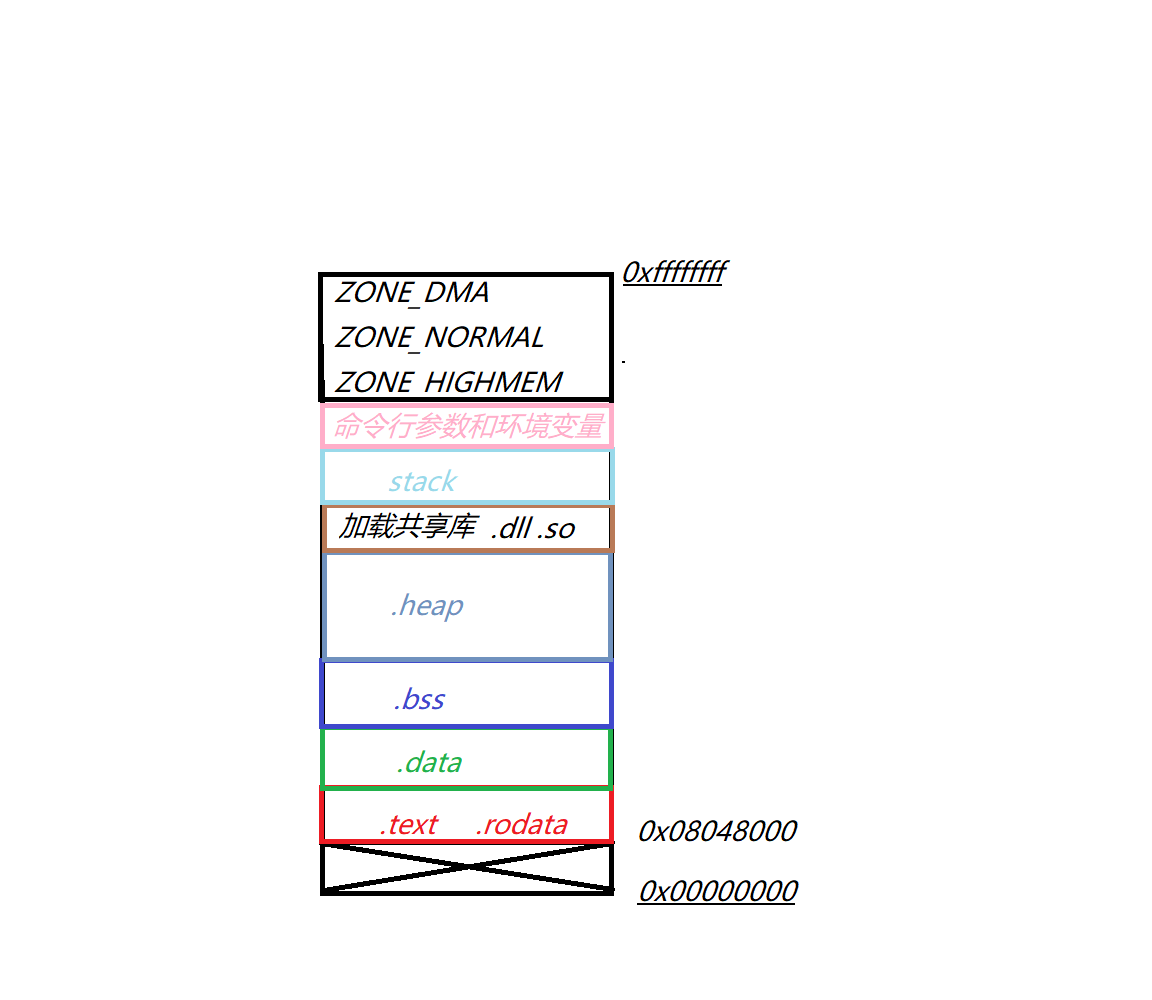 0xffffffff
ZONE_DMA
ZONE_NORMAL
ZONE_HIGHMEM
命令行参数和环境变量
stack
加载共享库 .dll .so
.heap
.bss
.data
.text .rodata
0x08048000
0x00000000